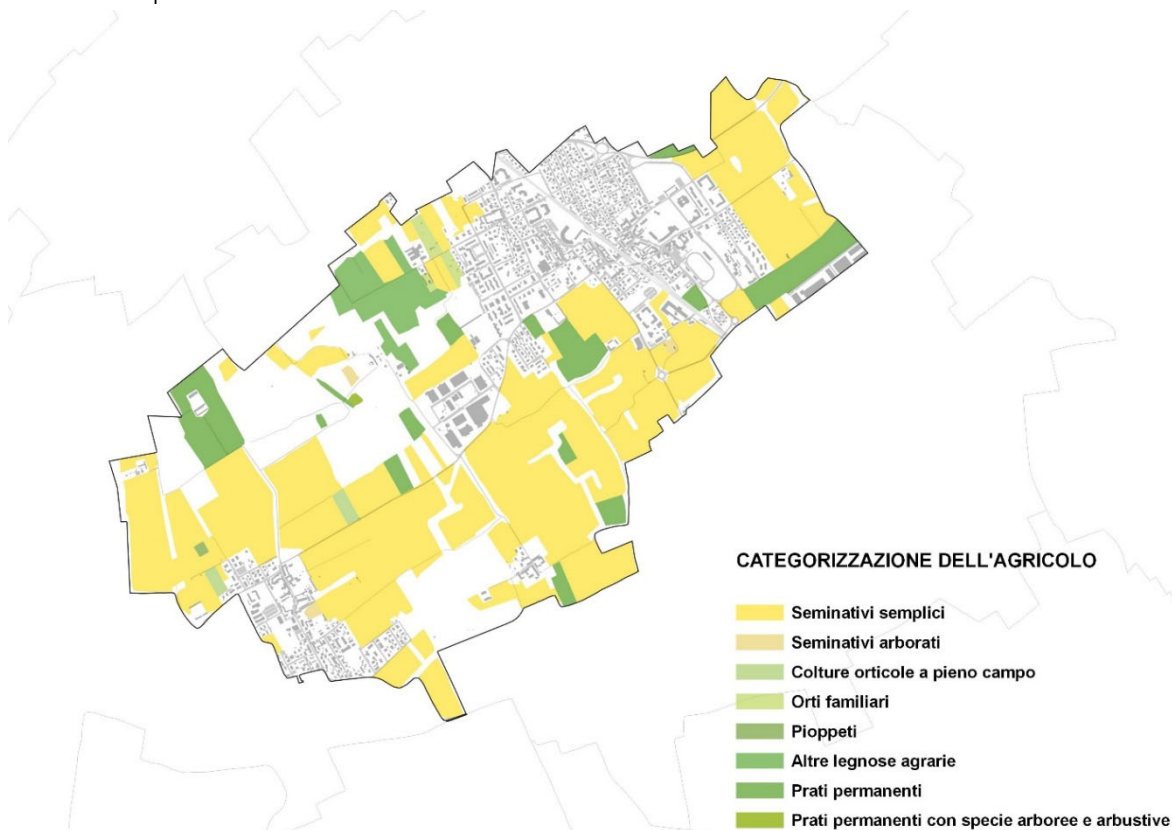 CATEGORIZZAZIONE DELL'AGRICOLO
Seminativi semplici
Seminativi arborati
Colture orticole a pieno campo
Orti familiari
Pioppeti
Altre legnose agrarie
Prati permanenti
Prati permanenti con specie arboree e arbustive